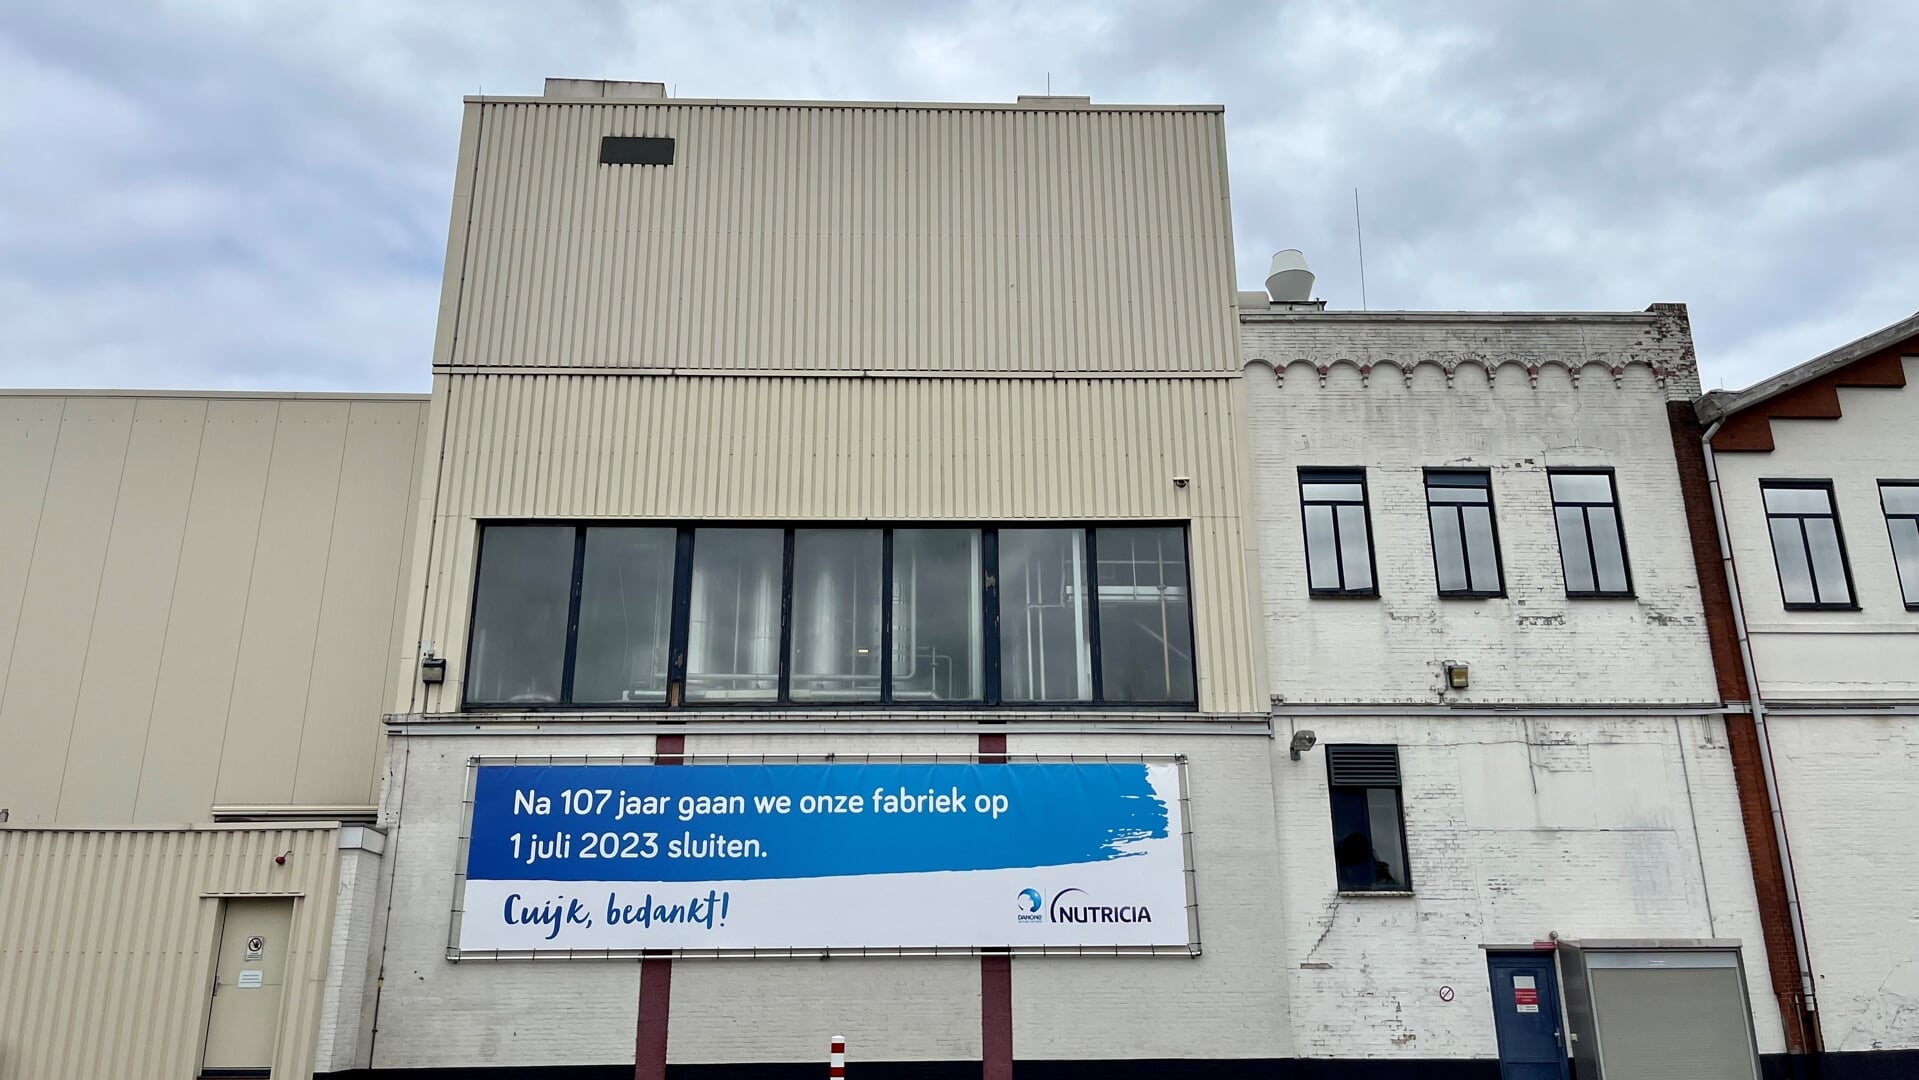 Na 107 jaar gaan we onze fabriek op
1 juli 2023 sluiten.
Cuijk, bedankt!
DANONE
NUTRICIA